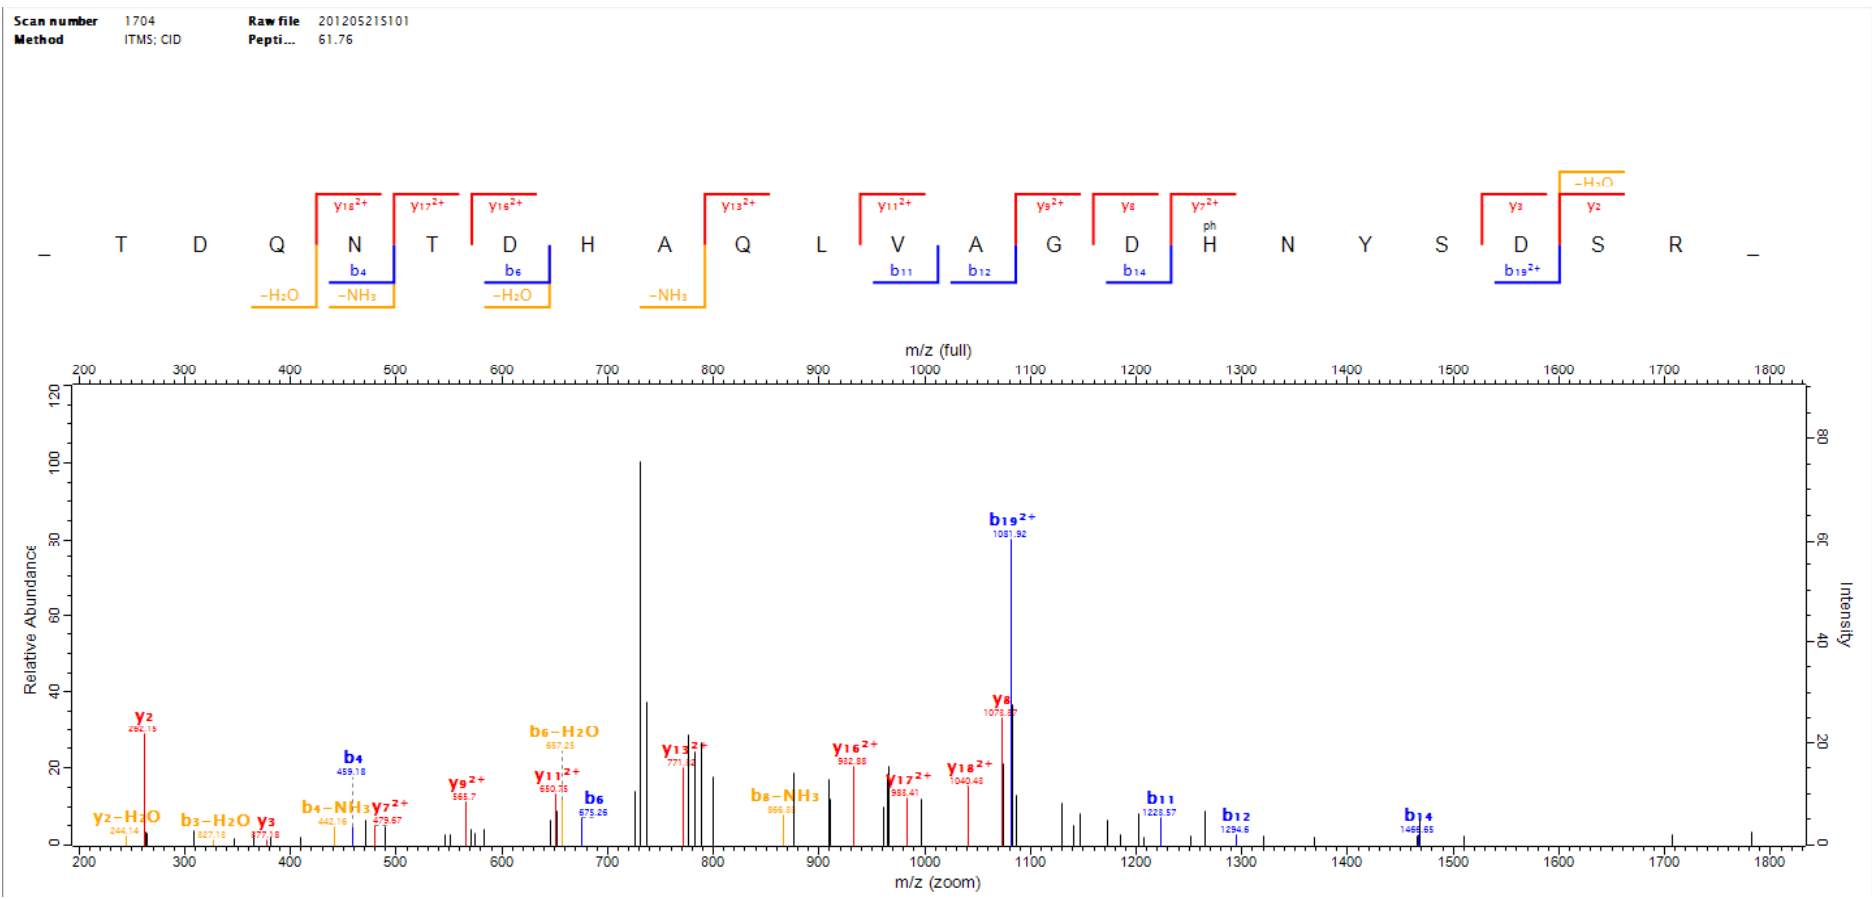 Scan number 1704 Raw file 20120521S101
Method ITMS; CID Pepti... 61.76
–H₂O
y₁₈²⁺ y₁₇²⁺ y₁₆²⁺ y₁₃²⁺ y₁₁²⁺ y₉²⁺ y₈ y₇²⁺ y₃ y₂
ph
_ T D Q N T D H A Q L V A G D H N Y S D S R _
b₄ b₆ b₁₁ b₁₂ b₁₄ b₁₉²⁺
–H₂O –NH₃ –H₂O –NH₃
m/z (full)
200 300 400 500 600 700 800 900 1000 1100 1200 1300 1400 1500 1600 1700 1800
Relative Abundance
120
100
80
60
40
20
0
Intensity
80
60
40
20
0
y₂–H₂O
244.14
y₂
262.15
b₃–H₂O
327.13
y₃
377.18
b₄–NH₃
442.16
b₄
459.18
y₇²⁺
479.67
y₉²⁺
565.7
y₁₁²⁺
650.75
b₆–H₂O
657.25
b₆
675.26
y₁₃²⁺
b₈–NH₃
y₁₆²⁺
932.88
y₁₇²⁺
983.41
y₁₈²⁺
1040.43
y₈
b₁₉²⁺
1081.92
b₁₁
1223.57
b₁₂
1294.6
b₁₄
1466.65
200 300 400 500 600 700 800 900 1000 1100 1200 1300 1400 1500 1600 1700 1800
m/z (zoom)